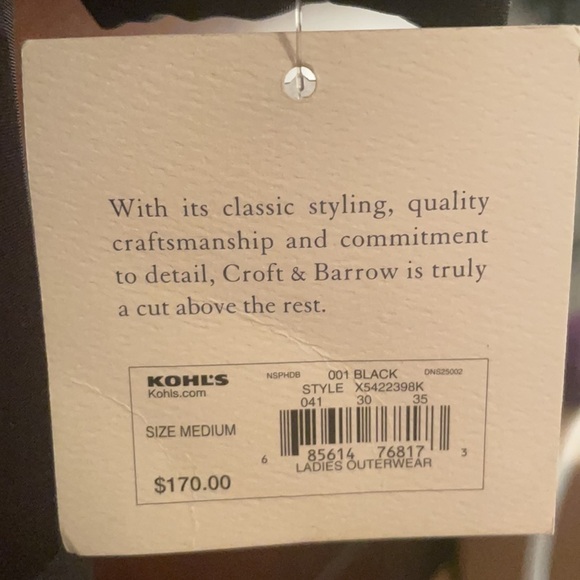 With its classic styling, quality
craftsmanship and commitment
to detail, Croft & Barrow is truly
a cut above the rest.
KOHL'S NSPHDB 001 BLACK DNS25002
Kohls.com STYLE X5422398K
041 30 35
SIZE MEDIUM
6 85614 76817 3
LADIES OUTERWEAR
$170.00